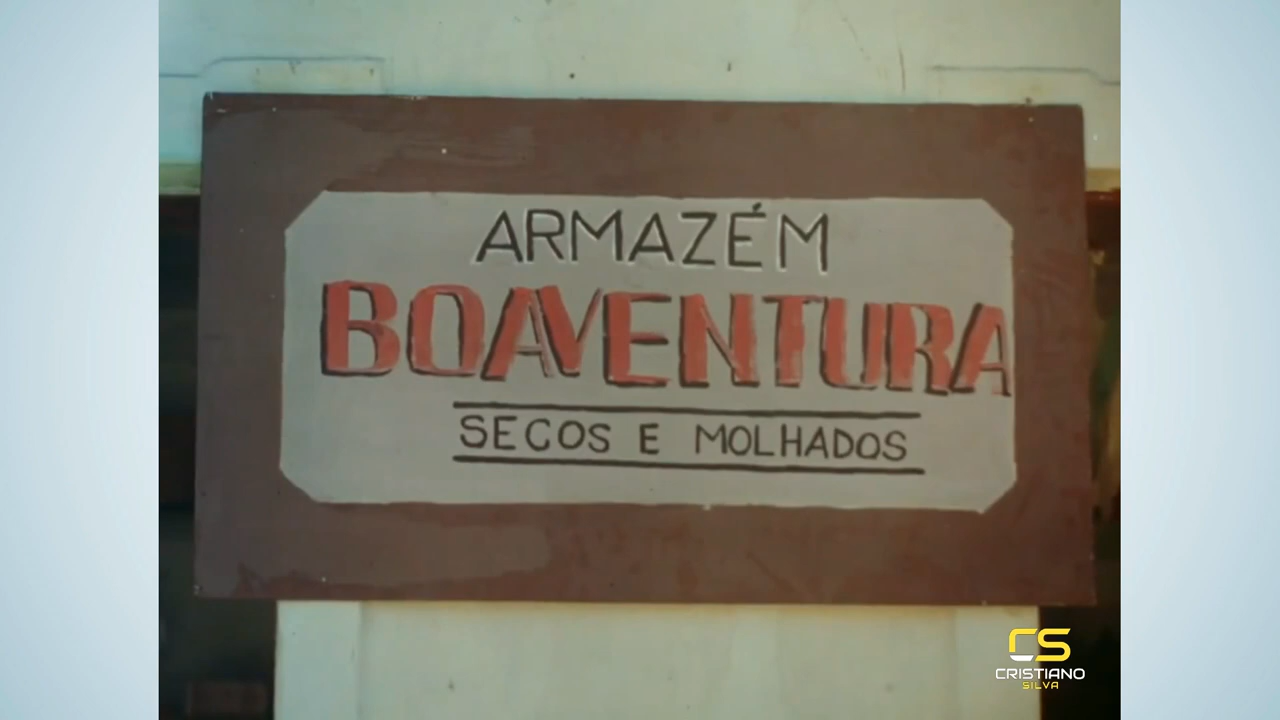 ARMAZÉM
BOAVENTURA
SECOS E MOLHADOS
CS
CRISTIANO
SILVA